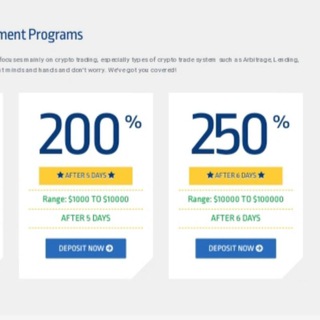 ment Programs
focuses mainly on crypto trading, especially types of crypto trade system such as Arbitrage, Lending,
t minds and hands and don't worry. We've got you covered!
200%
★ AFTER 5 DAYS ★
Range: $1000 TO $10000
AFTER 5 DAYS
DEPOSIT NOW
250%
★ AFTER 6 DAYS ★
Range: $10000 TO $100000
AFTER 6 DAYS
DEPOSIT NOW